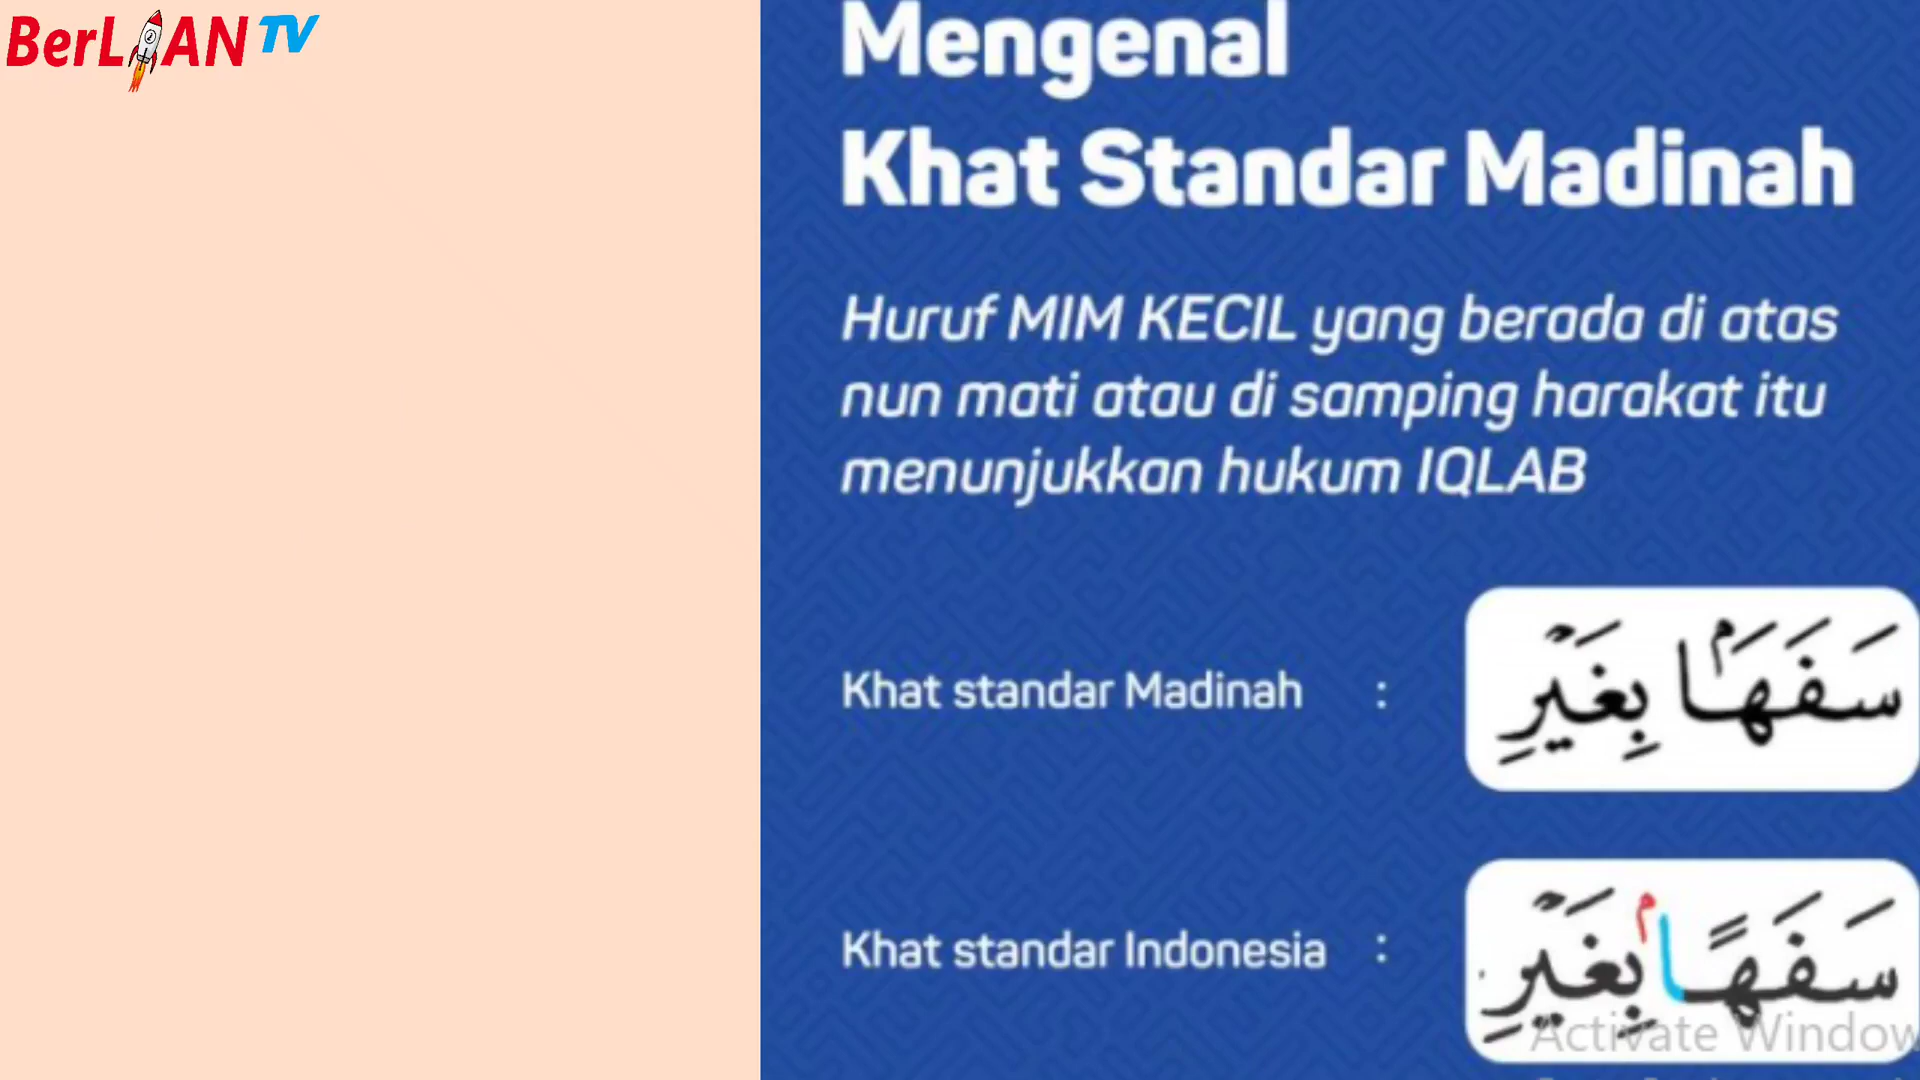 BerLIAN TV
Mengenal
Khat Standar Madinah
Huruf MIM KECIL yang berada di atas
nun mati atau di samping harakat itu
menunjukkan hukum IQLAB
Khat standar Madinah : سَفَهَۢا بِغَيْرِ
Khat standar Indonesia : سَفَهًاۢ بِغَيْرِ
Activate Window